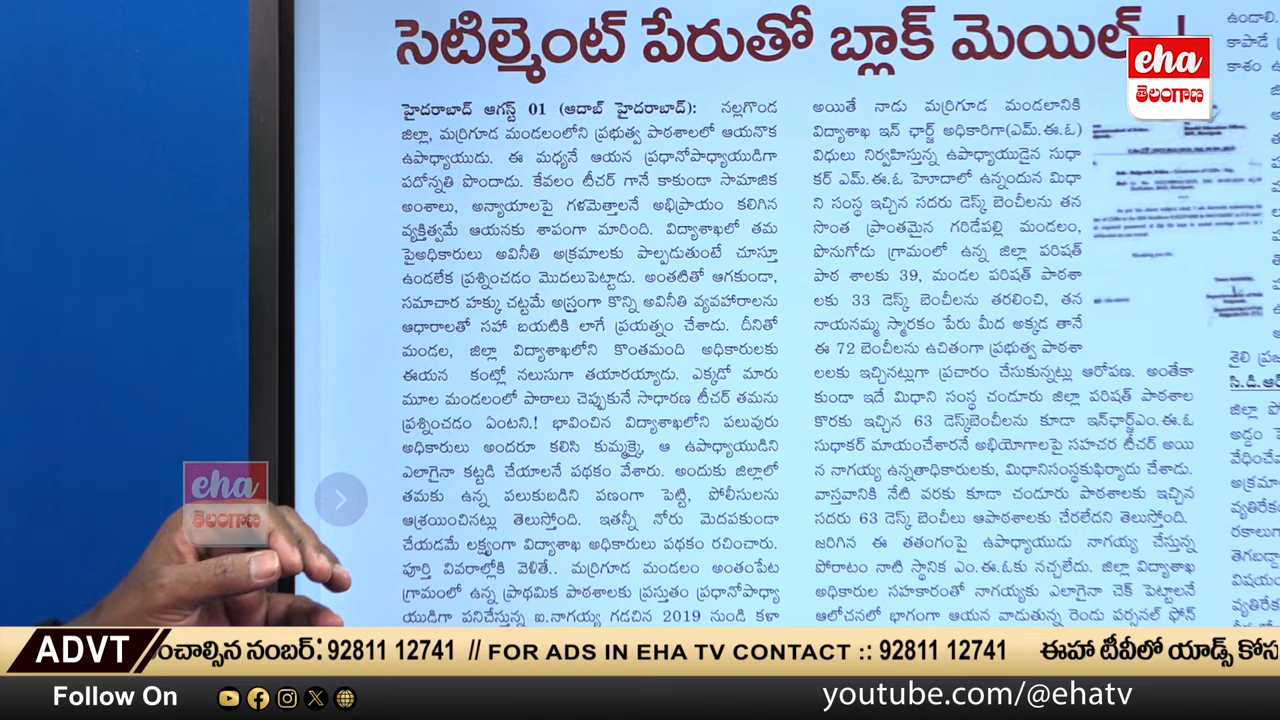 సెటిల్మెంట్ పేరుతో బ్లాక్ మెయిల్ !
eha
తెలంగాణ
హైదరాబాద్ ఆగస్ట్ 01 (ఆదాబ్ హైదరాబాద్): నల్లగొండ
జిల్లా, మర్రిగూడ మండలంలోని ప్రభుత్వ పాఠశాలలో ఆయనొక
ఉపాధ్యాయుడు. ఈ మధ్యనే ఆయన ప్రధానోపాధ్యాయుడిగా
పదోన్నతి పొందాడు. కేవలం టీచర్ గానే కాకుండా సామాజిక
అంశాలు, అన్యాయాలపై గళమెత్తాలనే అభిప్రాయం కలిగిన
వ్యక్తిత్వమే ఆయనకు శాపంగా మారింది. విద్యాశాఖలో తమ
పైఅధికారులు అవినీతి అక్రమాలకు పాల్పడుతుంటే చూస్తూ
ఉండలేక ప్రశ్నించడం మొదలుపెట్టాడు. అంతటితో ఆగకుండా,
సమాచార హక్కు చట్టమే అస్త్రంగా కొన్ని అవినీతి వ్యవహారాలను
ఆధారాలతో సహా బయటికి లాగే ప్రయత్నం చేశాడు. దీనితో
మండల, జిల్లా విద్యాశాఖలోని కొంతమంది అధికారులకు
ఈయన కంట్లో నలుసుగా తయారయ్యాడు. ఎక్కడో మారు
మూల మండలంలో పాఠాలు చెప్పుకునే సాధారణ టీచర్ తమను
ప్రశ్నించడం ఏంటని.! భావించిన విద్యాశాఖలోని పలువురు
అధికారులు అందరూ కలిసి కుమ్మక్కై, ఆ ఉపాధ్యాయుడిని
ఎలాగైనా కట్టడి చేయాలనే పథకం వేశారు. అందుకు జిల్లాలో
తమకు ఉన్న పలుకుబడిని పణంగా పెట్టి, పోలీసులను
ఆశ్రయించినట్లు తెలుస్తోంది. ఇతన్నీ నోరు మెదపకుండా
చేయడమే లక్ష్యంగా విద్యాశాఖ అధికారులు పథకం రచించారు.
పూర్తి వివరాల్లోకి వెళితే.. మర్రిగూడ మండలం అంతంపేట
గ్రామంలో ఉన్న ప్రాథమిక పాఠశాలకు ప్రస్తుతం ప్రధానోపాధ్యా
యుడిగా పనిచేస్తున్న ఐ.నాగయ్య గడచిన 2019 నుండి కళా
అయితే నాడు మర్రిగూడ మండలానికి
విద్యాశాఖ ఇన్ ఛార్జ్ అధికారిగా(ఎమ్.ఈ.ఓ)
విధులు నిర్వహిస్తున్న ఉపాధ్యాయుడైన సుధా
కర్ ఎమ్.ఈ.ఓ హెూదాలో ఉన్నందున మిధా
ని సంస్థ ఇచ్చిన సదరు డెస్క్ బెంచీలను తన
సొంత ప్రాంతమైన గరిడేపల్లి మండలం,
పొనుగోడు గ్రామంలో ఉన్న జిల్లా పరిషత్
పాఠ శాలకు 39, మండల పరిషత్ పాఠశా
లకు 33 డెస్క్ బెంచీలను తరలించి, తన
నాయనమ్మ స్మారకం పేరు మీద అక్కడ తానే
ఈ 72 బెంచీలను ఉచితంగా ప్రభుత్వ పాఠశా
లలకు ఇచ్చినట్లుగా ప్రచారం చేసుకున్నట్లు ఆరోపణ. అంతేకా
కుండా ఇదే మిధాని సంస్థ చండూరు జిల్లా పరిషత్ పాఠశాల
కొరకు ఇచ్చిన 63 డెస్క్‌బెంచీలను కూడా ఇన్‌ఛార్జ్‌ఎం.ఈ.ఓ
సుధాకర్ మాయంచేశారనే అభియోగాలపై సహచర టీచర్ అయి
న నాగయ్య ఉన్నతాధికారులకు, మిధానిసంస్థకుఫిర్యాదు చేశాడు.
వాస్తవానికి నేటి వరకు కూడా చండూరు పాఠశాలకు ఇచ్చిన
సదరు 63 డెస్క్ బెంచీలు ఆపాఠశాలకు చేరలేదని తెలుస్తోంది.
జరిగిన ఈ తతంగంపై ఉపాధ్యాయుడు నాగయ్య చేస్తున్న
పోరాటం నాటి స్థానిక ఎం.ఈ.ఓకు నచ్చలేదు. జిల్లా విద్యాశాఖ
అధికారుల సహకారంతో నాగయ్యకు ఎలాగైనా చెక్ పెట్టాలనే
ఆలోచనలో భాగంగా ఆయన వాడుతున్న రెండు పర్సనల్ ఫోన్
ఉండాలి.
కాపాడే
కాశం
శైలి
సి.డి.ఆర్
జిల్లా
అడ్డం
వేధించే
అక్రమా
వ్యతిరేక
రకాలుగా
తెగబడ్డా
విషయం
వ్యతిరేక
eha
తెలంగాణ
ADVT
ంచాల్సిన నంబర్: 92811 12741 // FOR ADS IN EHA TV CONTACT :: 92811 12741 ఈహా టీవీలో యాడ్స్ కోస
Follow On
youtube.com/@ehatv